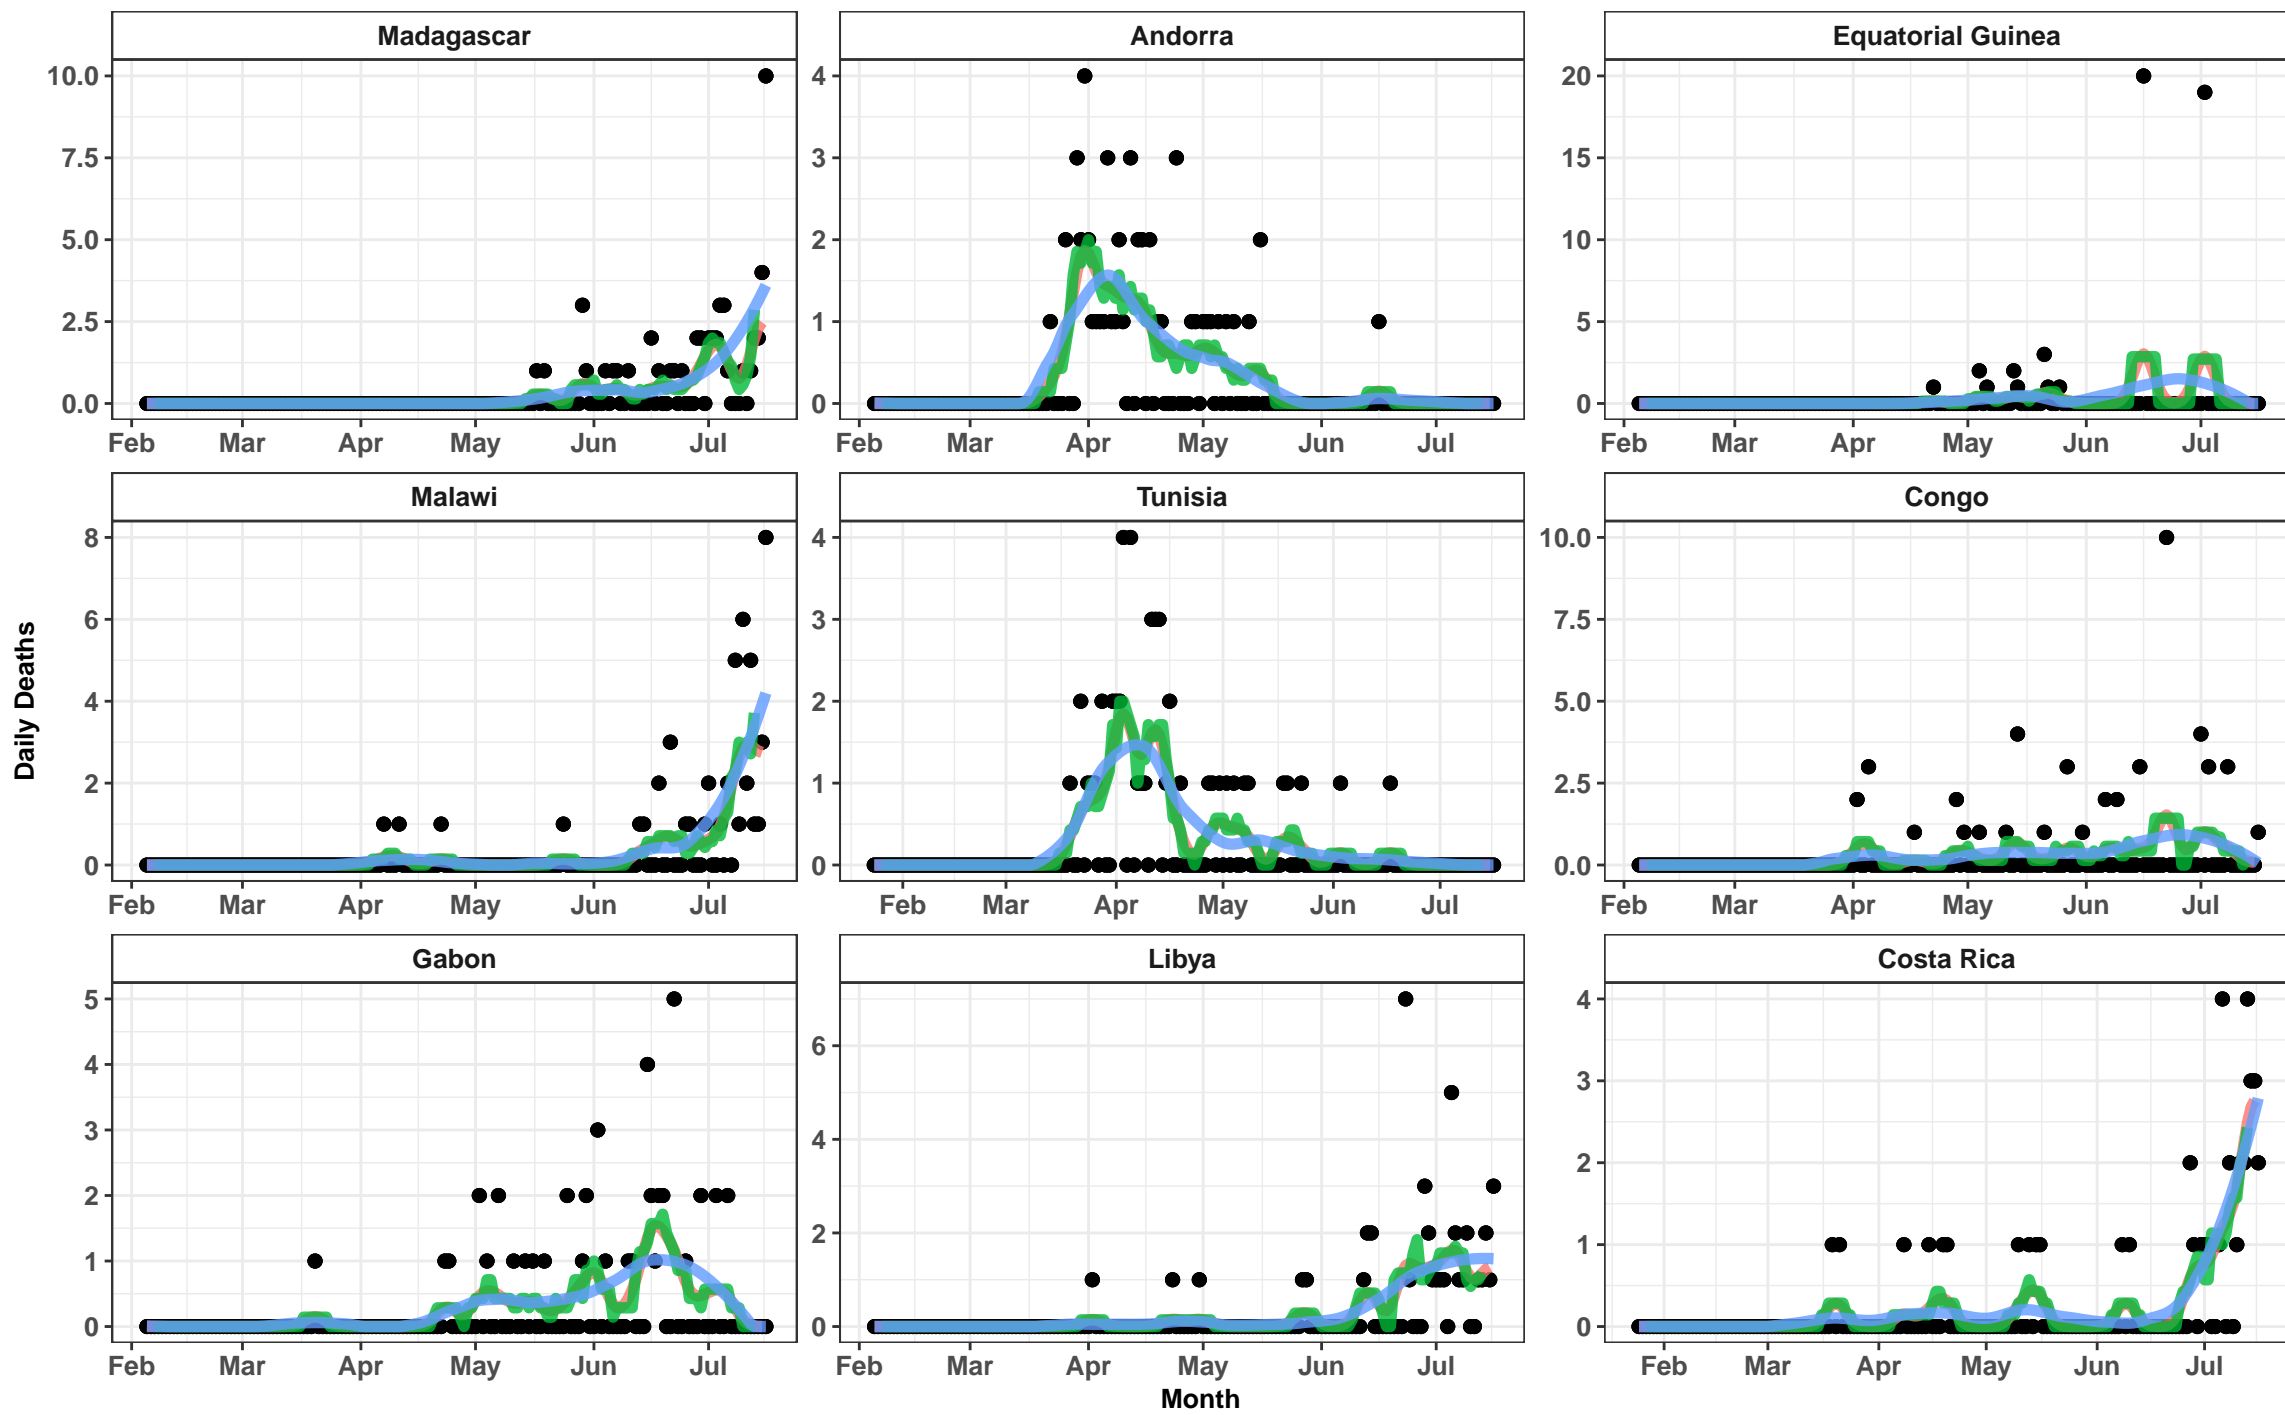 Madagascar Andorra Equatorial Guinea
10.0 4 20
7.5 3 15
5.0 2 10
2.5 1 5
0.0 0 0
Feb Mar Apr May Jun Jul Feb Mar Apr May Jun Jul Feb Mar Apr May Jun Jul
Malawi Tunisia Congo
8 4 10.0
6 3 7.5
4 2 5.0
2 1 2.5
0 0 0.0
Feb Mar Apr May Jun Jul Feb Mar Apr May Jun Jul Feb Mar Apr May Jun Jul
Daily Deaths
Gabon Libya Costa Rica
5 4
4 6 3
3 4 2
2 2 1
1
0 0 0
Feb Mar Apr May Jun Jul Feb Mar Apr May Jun Jul Feb Mar Apr May Jun Jul
Month